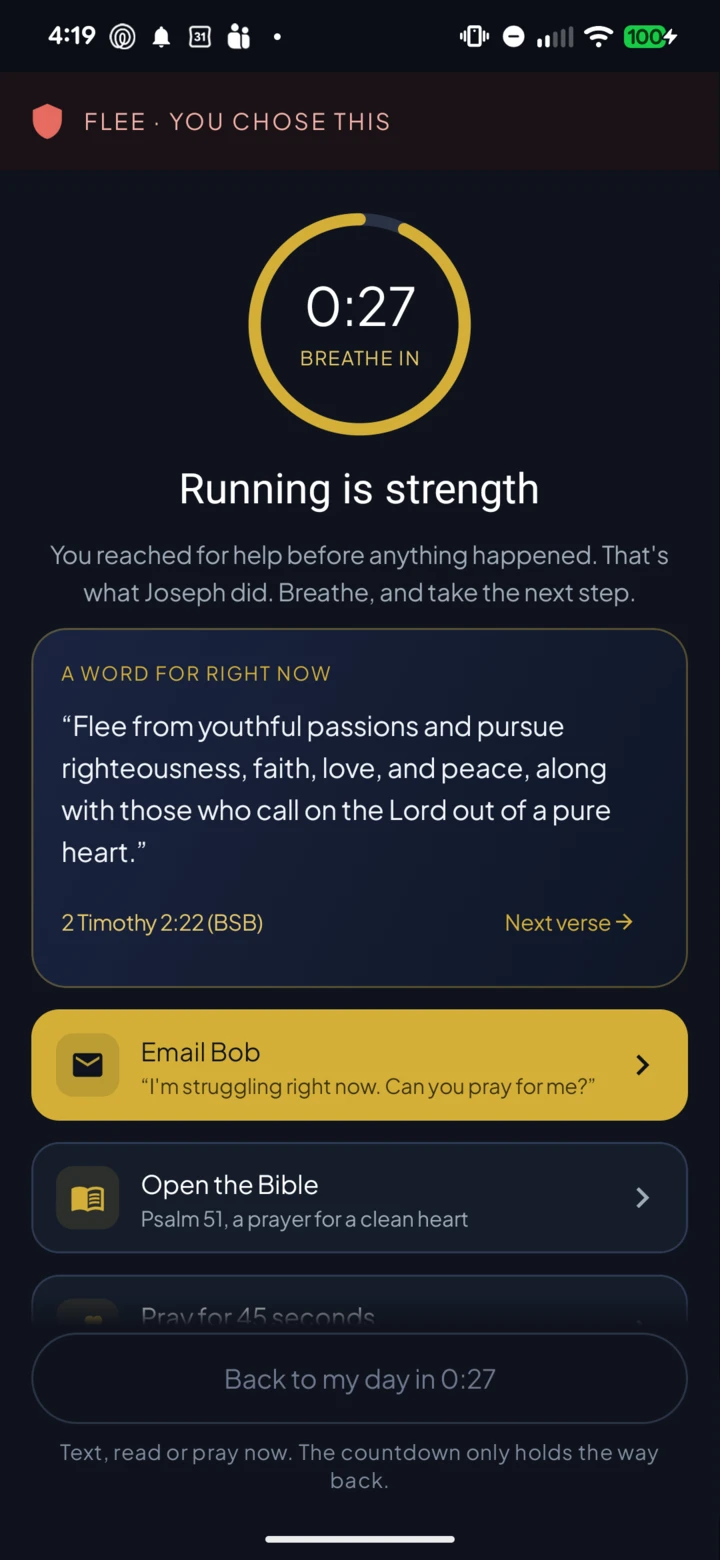 4:19
31
100
FLEE · YOU CHOSE THIS
0:27
BREATHE IN
Running is strength
You reached for help before anything happened. That's
what Joseph did. Breathe, and take the next step.
A WORD FOR RIGHT NOW
“Flee from youthful passions and pursue
righteousness, faith, love, and peace, along
with those who call on the Lord out of a pure
heart.”
2 Timothy 2:22 (BSB)
Next verse →
Email Bob
“I'm struggling right now. Can you pray for me?”
Open the Bible
Psalm 51, a prayer for a clean heart
Pray for 45 seconds
Back to my day in 0:27
Text, read or pray now. The countdown only holds the way
back.